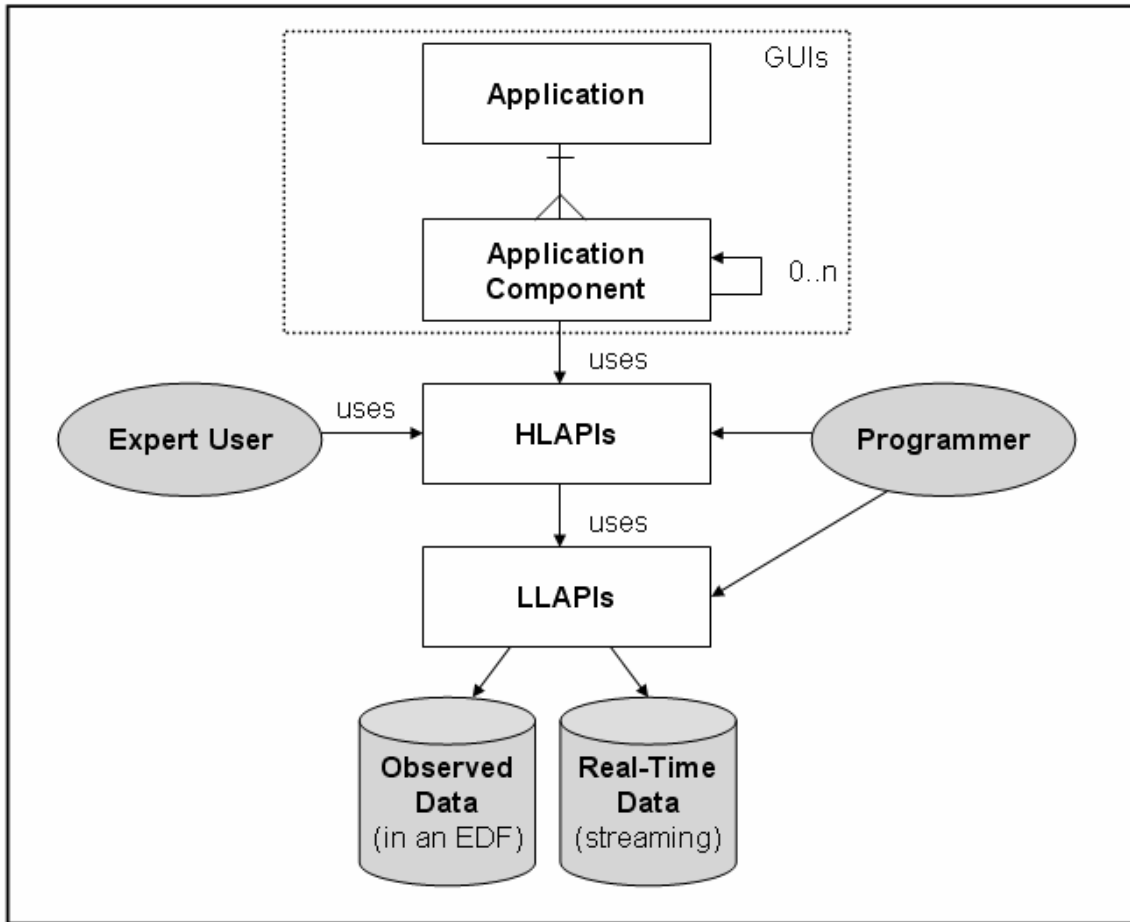 GUIs
Application
Application
Component
0..n
uses
Expert User
uses
HLAPIs
Programmer
uses
LLAPIs
Observed
Data
(in an EDF)
Real-Time
Data
(streaming)